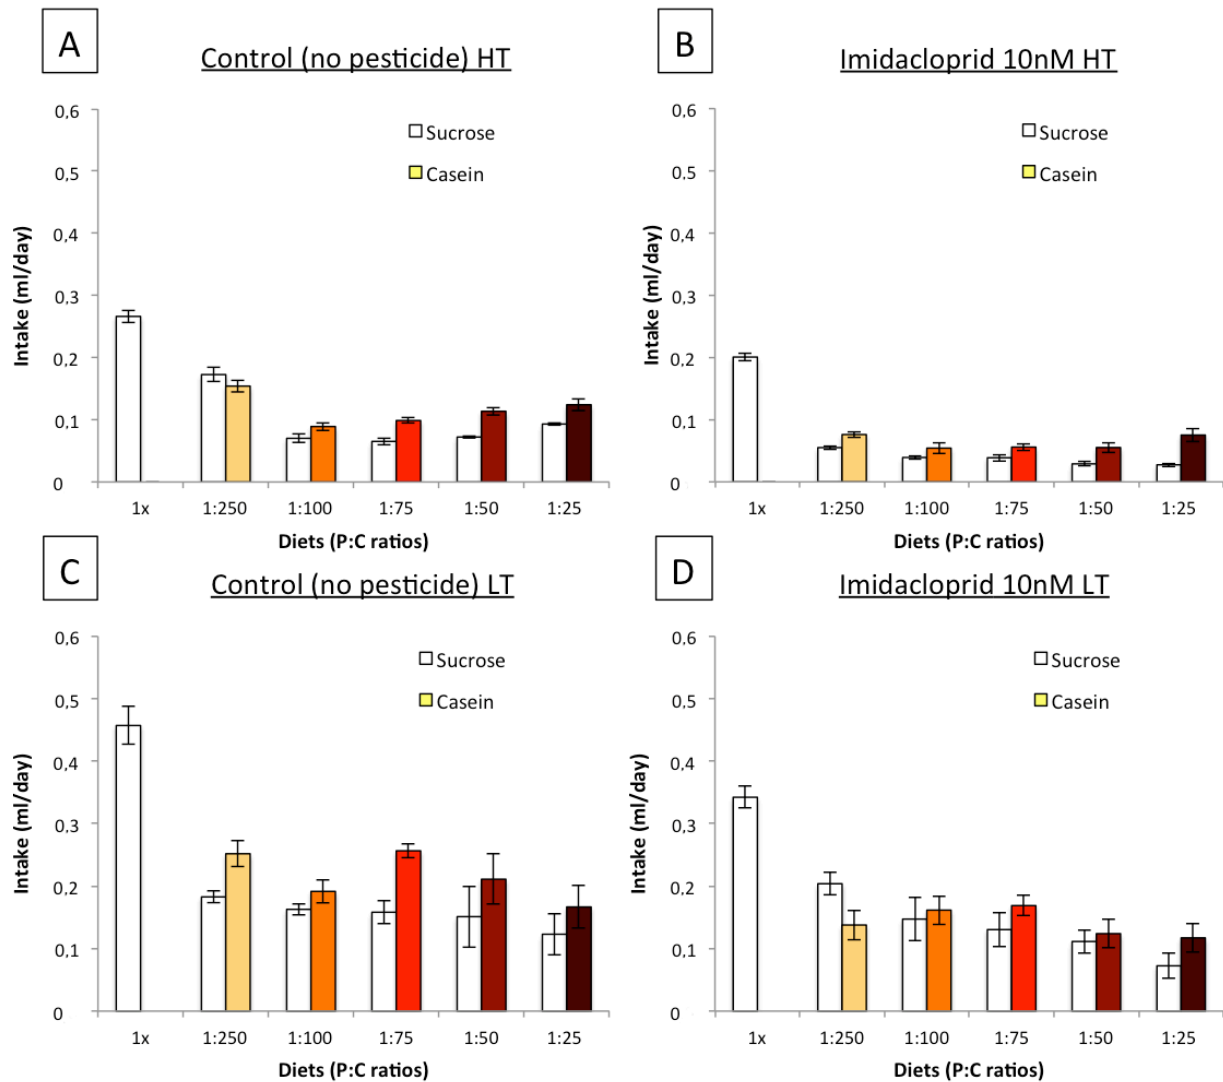 A
Control (no pesticide) HT
Sucrose
Casein
Intake (ml/day)
0,6
0,5
0,4
0,3
0,2
0,1
0
1x 1:250 1:100 1:75 1:50 1:25
Diets (P:C ratios)
B
Imidacloprid 10nM HT
Sucrose
Casein
Intake (ml/day)
0,6
0,5
0,4
0,3
0,2
0,1
0
1x 1:250 1:100 1:75 1:50 1:25
Diets (P:C ratios)
C
Control (no pesticide) LT
Sucrose
Casein
Intake (ml/day)
0,6
0,5
0,4
0,3
0,2
0,1
0
1x 1:250 1:100 1:75 1:50 1:25
Diets (P:C ratios)
D
Imidacloprid 10nM LT
Sucrose
Casein
Intake (ml/day)
0,6
0,5
0,4
0,3
0,2
0,1
0
1x 1:250 1:100 1:75 1:50 1:25
Diets (P:C ratios)